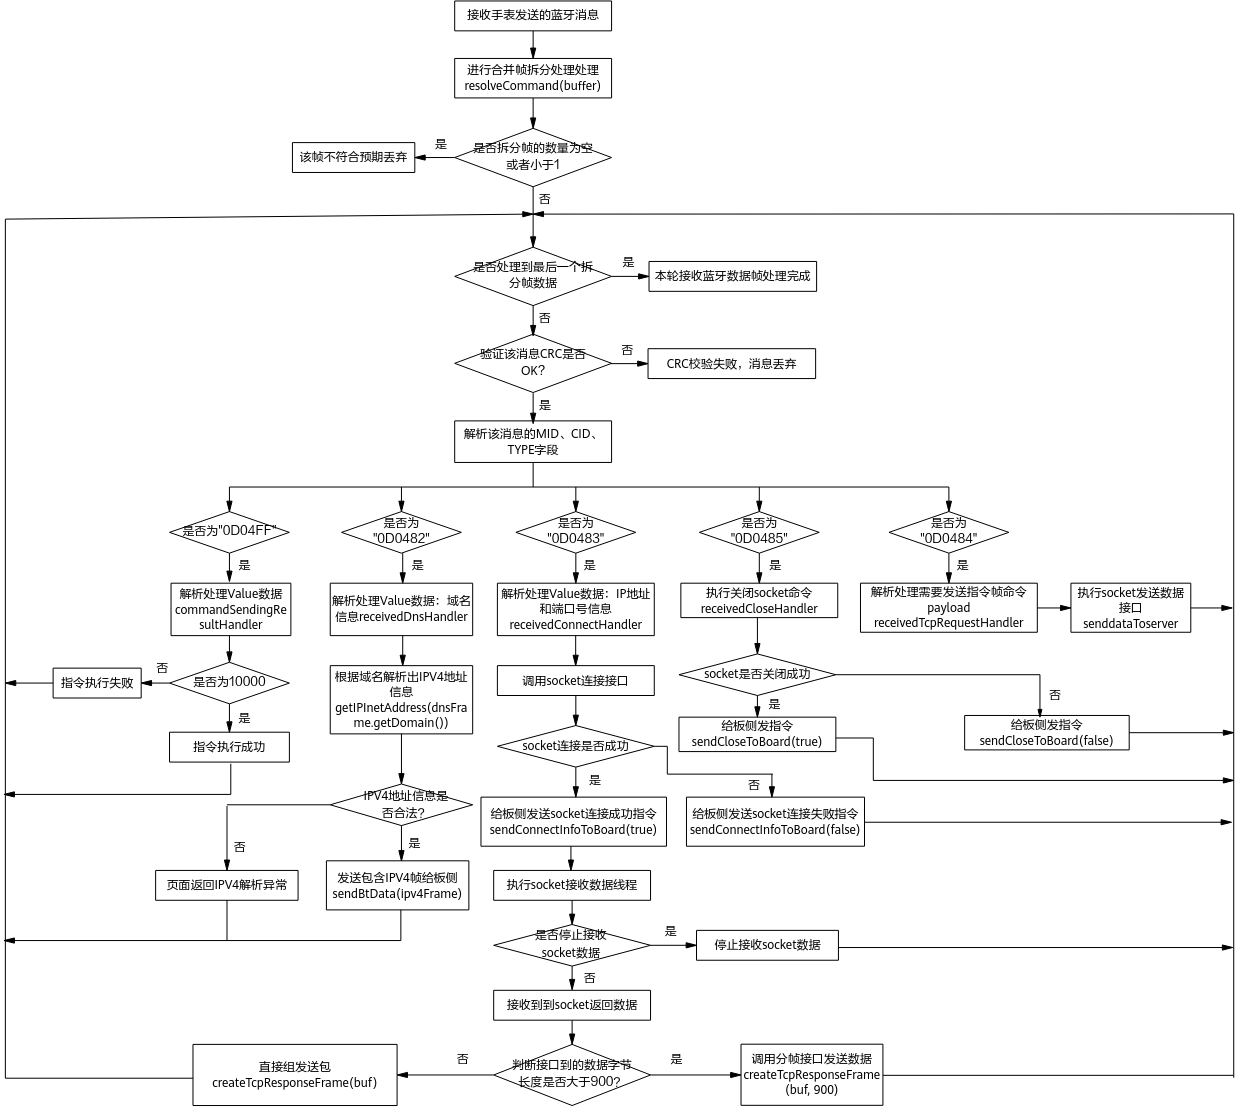 接收手表发送的蓝牙消息
进行合并帧拆分处理处理
resolveCommand(buffer)
是否拆分帧的数量为空
或者小于1
是
该帧不符合预期丢弃
否
是否处理到最后一个拆
分帧数据
是
本轮接收蓝牙数据帧处理完成
否
验证该消息CRC是否
OK?
否
CRC校验失败，消息丢弃
是
解析该消息的MID、CID、
TYPE字段
是否为"0D04FF"
是否为
"0D0482"
是否为
"0D0483"
是否为
"0D0485"
是否为
"0D0484"
是
是
是
是
是
解析处理Value数据
commandSendingRe
sultHandler
解析处理Value数据：域名
信息receivedDnsHandler
解析处理Value数据：IP地址
和端口号信息
receivedConnectHandler
执行关闭socket命令
receivedCloseHandler
解析处理需要发送指令帧命令
payload
receivedTcpRequestHandler
执行socket发送数据
接口
senddataToserver
是否为10000
否
指令执行失败
是
指令执行成功
根据域名解析出IPV4地址
信息
getIPInetAddress(dnsFra
me.getDomain())
调用socket连接接口
socket是否关闭成功
是
否
给板侧发指令
sendCloseToBoard(true)
给板侧发指令
sendCloseToBoard(false)
socket连接是否成功
是
否
IPV4地址信息是
否合法?
给板侧发送socket连接成功指令
sendConnectInfoToBoard(true)
给板侧发送socket连接失败指令
sendConnectInfoToBoard(false)
否
是
页面返回IPV4解析异常
发送包含IPV4帧给板侧
sendBtData(ipv4Frame)
执行socket接收数据线程
是否停止接收
socket数据
是
停止接收socket数据
否
接收到到socket返回数据
判断接口到的数据字节
长度是否大于900?
否
是
直接组发送包
createTcpResponseFrame(buf)
调用分帧接口发送数据
createTcpResponseFrame
(buf, 900)